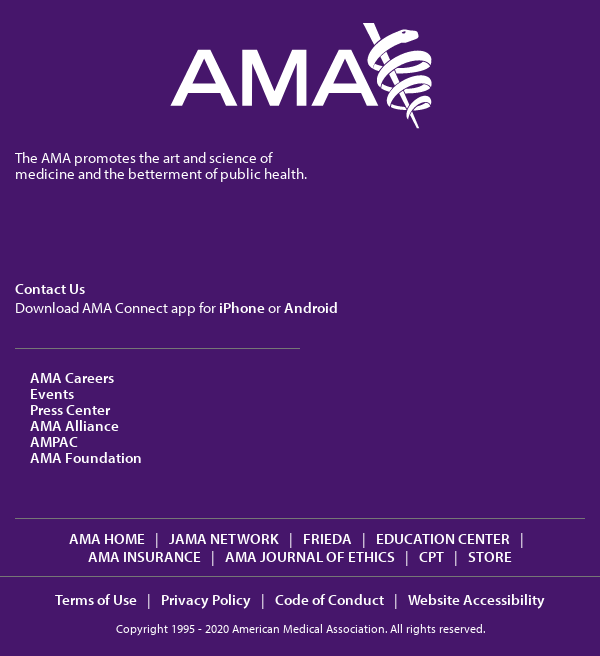 AMA
The AMA promotes the art and science of
medicine and the betterment of public health.
Contact Us
Download AMA Connect app for iPhone or Android
AMA Careers
Events
Press Center
AMA Alliance
AMPAC
AMA Foundation
AMA HOME | JAMA NETWORK | FRIEDA | EDUCATION CENTER |
AMA INSURANCE | AMA JOURNAL OF ETHICS | CPT | STORE
Terms of Use | Privacy Policy | Code of Conduct | Website Accessibility
Copyright 1995 - 2020 American Medical Association. All rights reserved.